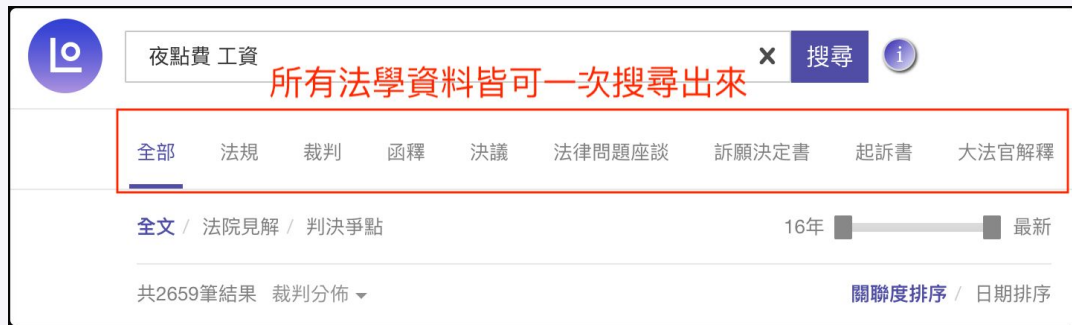 夜點費 工資 × 搜尋 i
所有法學資料皆可一次搜尋出來
全部 法規 裁判 函釋 決議 法律問題座談 訴願決定書 起訴書 大法官解釋
全文 / 法院見解 / 判決爭點 16年 最新
共2659筆結果 裁判分佈 關聯度排序 / 日期排序